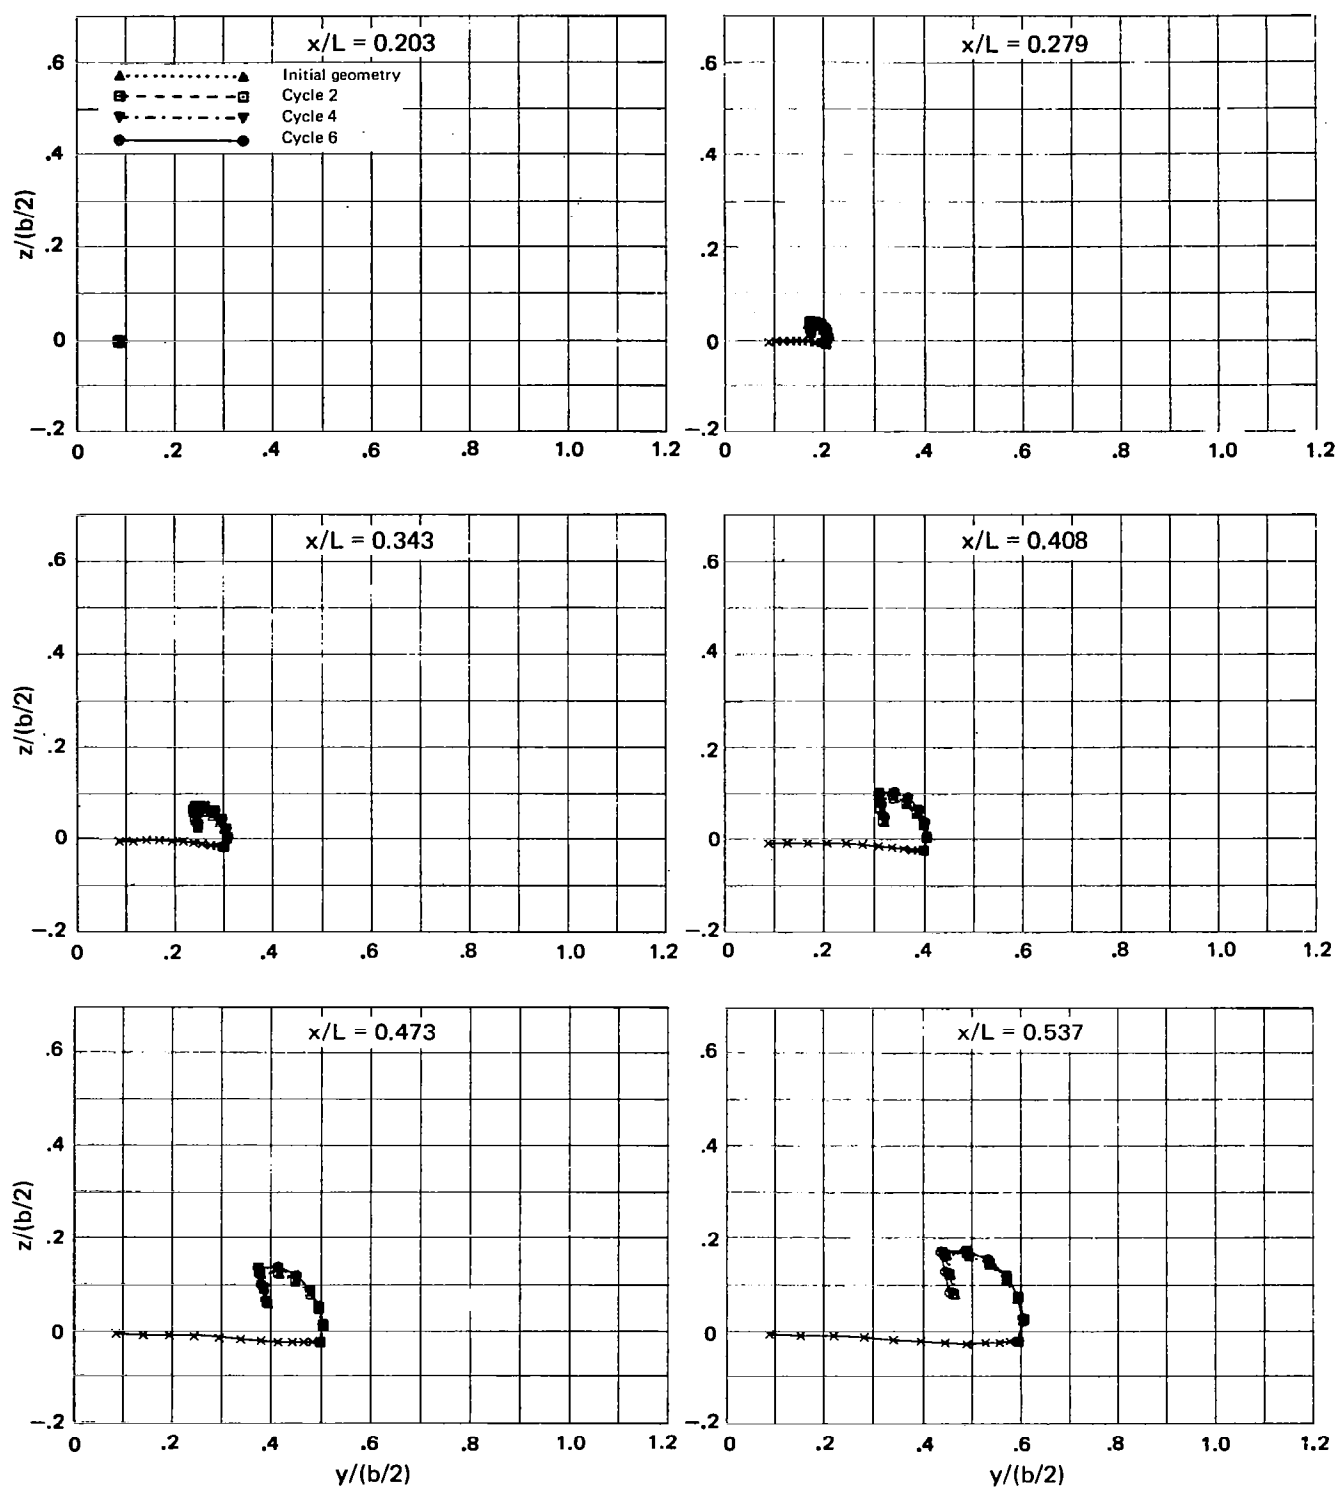 x/L = 0.203
Initial geometry
Cycle 2
Cycle 4
Cycle 6
z/(b/2)
.6
.4
.2
0
−.2
0 .2 .4 .6 .8 1.0 1.2
x/L = 0.279
.6
.4
.2
0
−.2
0 .2 .4 .6 .8 1.0 1.2
x/L = 0.343
z/(b/2)
.6
.4
.2
0
−.2
0 .2 .4 .6 .8 1.0 1.2
x/L = 0.408
.6
.4
.2
0
−.2
0 .2 .4 .6 .8 1.0 1.2
x/L = 0.473
z/(b/2)
.6
.4
.2
0
−.2
0 .2 .4 .6 .8 1.0 1.2
y/(b/2)
x/L = 0.537
.6
.4
.2
0
−.2
0 .2 .4 .6 .8 1.0 1.2
y/(b/2)